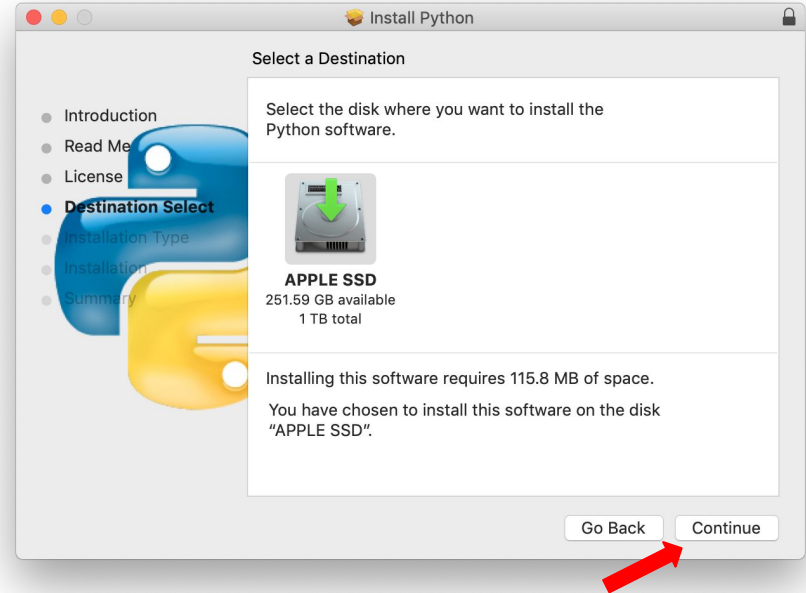 Install Python
Select a Destination
Introduction
Read Me
License
Destination Select
Installation Type
Installation
Summary
Select the disk where you want to install the
Python software.
APPLE SSD
251.59 GB available
1 TB total
Installing this software requires 115.8 MB of space.
You have chosen to install this software on the disk
“APPLE SSD”.
Go Back
Continue